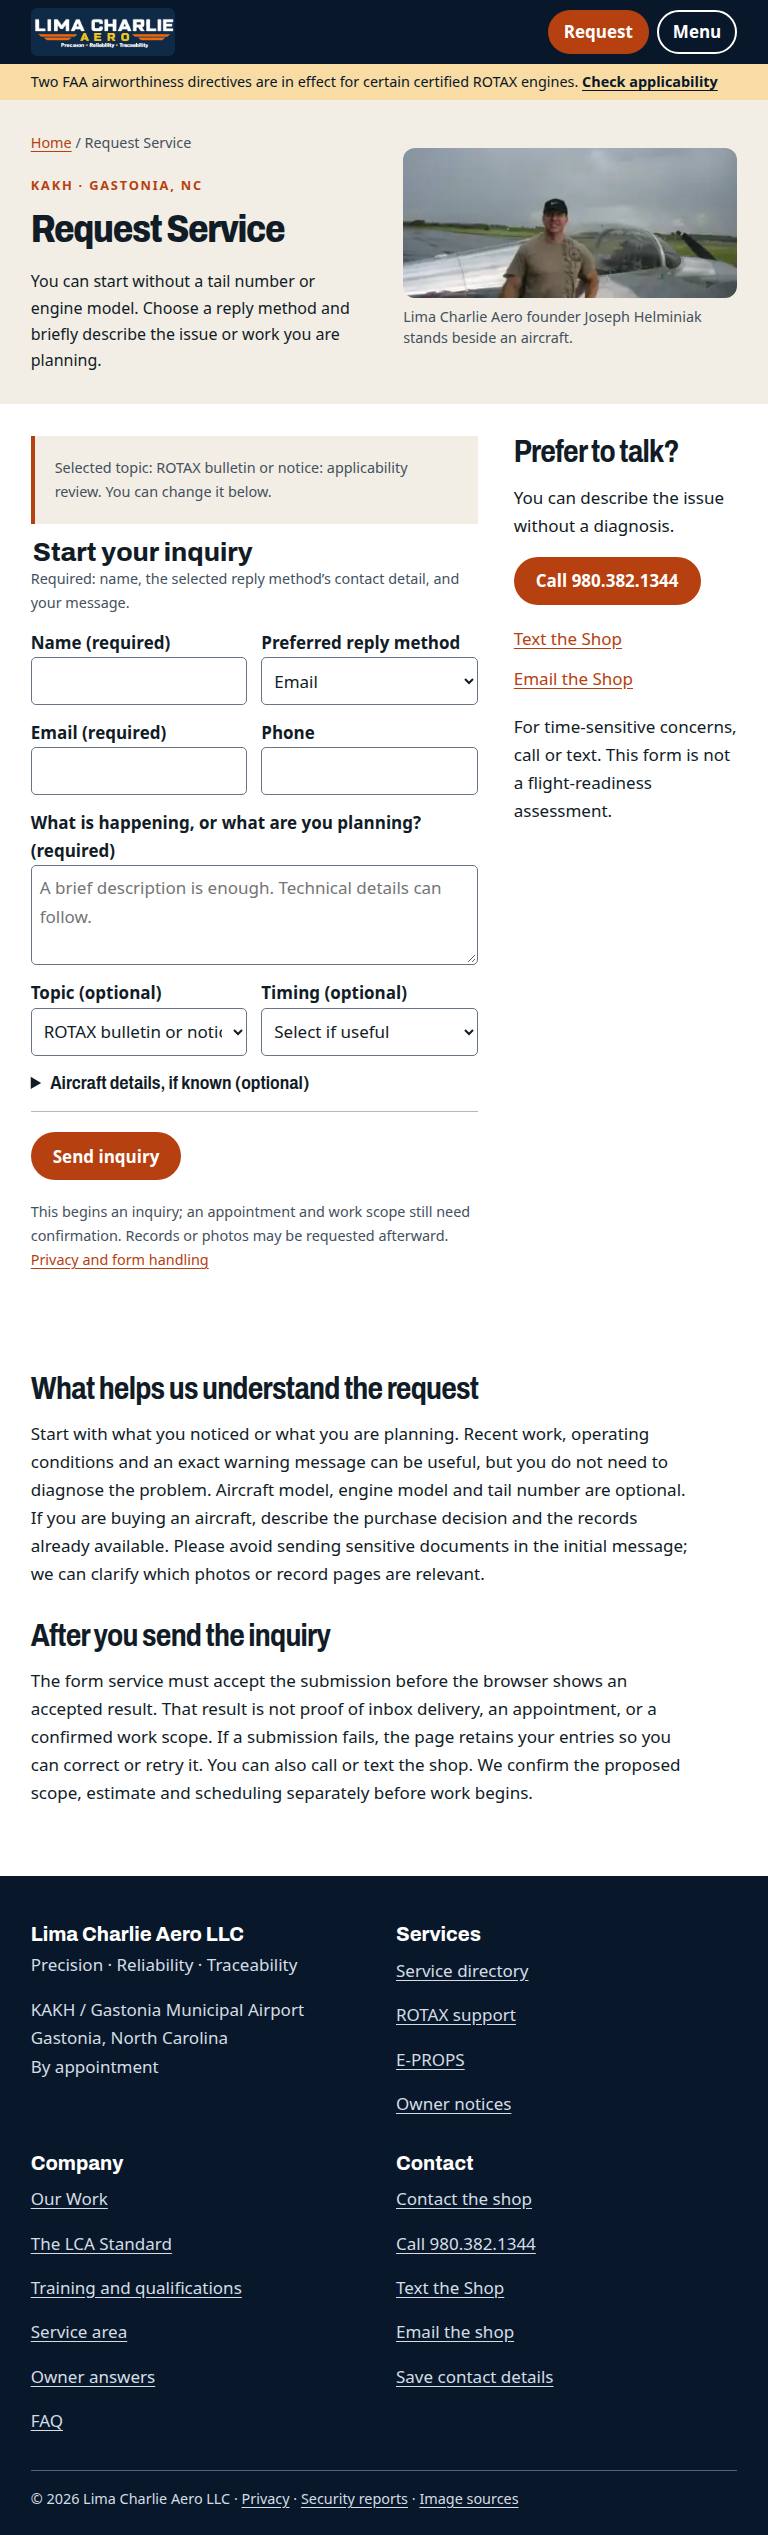 LIMA CHARLIE
AERO
Precision • Reliability • Traceability
Request
Menu
Two FAA airworthiness directives are in effect for certain certified ROTAX engines. Check applicability
Home / Request Service
KAKH · GASTONIA, NC
Request Service
You can start without a tail number or
engine model. Choose a reply method and
briefly describe the issue or work you are
planning.
Lima Charlie Aero founder Joseph Helminiak
stands beside an aircraft.
Selected topic: ROTAX bulletin or notice: applicability
review. You can change it below.
Start your inquiry
Required: name, the selected reply method’s contact detail, and
your message.
Name (required)
Preferred reply method
Email
Email (required)
Phone
What is happening, or what are you planning?
(required)
A brief description is enough. Technical details can
follow.
Topic (optional)
Timing (optional)
ROTAX bulletin or notic
Select if useful
Aircraft details, if known (optional)
Send inquiry
This begins an inquiry; an appointment and work scope still need
confirmation. Records or photos may be requested afterward.
Privacy and form handling
Prefer to talk?
You can describe the issue
without a diagnosis.
Call 980.382.1344
Text the Shop
Email the Shop
For time-sensitive concerns,
call or text. This form is not
a flight-readiness
assessment.
What helps us understand the request
Start with what you noticed or what you are planning. Recent work, operating
conditions and an exact warning message can be useful, but you do not need to
diagnose the problem. Aircraft model, engine model and tail number are optional.
If you are buying an aircraft, describe the purchase decision and the records
already available. Please avoid sending sensitive documents in the initial message;
we can clarify which photos or record pages are relevant.
After you send the inquiry
The form service must accept the submission before the browser shows an
accepted result. That result is not proof of inbox delivery, an appointment, or a
confirmed work scope. If a submission fails, the page retains your entries so you
can correct or retry it. You can also call or text the shop. We confirm the proposed
scope, estimate and scheduling separately before work begins.
Lima Charlie Aero LLC
Precision · Reliability · Traceability
KAKH / Gastonia Municipal Airport
Gastonia, North Carolina
By appointment
Services
Service directory
ROTAX support
E-PROPS
Owner notices
Company
Our Work
The LCA Standard
Training and qualifications
Service area
Owner answers
FAQ
Contact
Contact the shop
Call 980.382.1344
Text the Shop
Email the shop
Save contact details
© 2026 Lima Charlie Aero LLC · Privacy · Security reports · Image sources